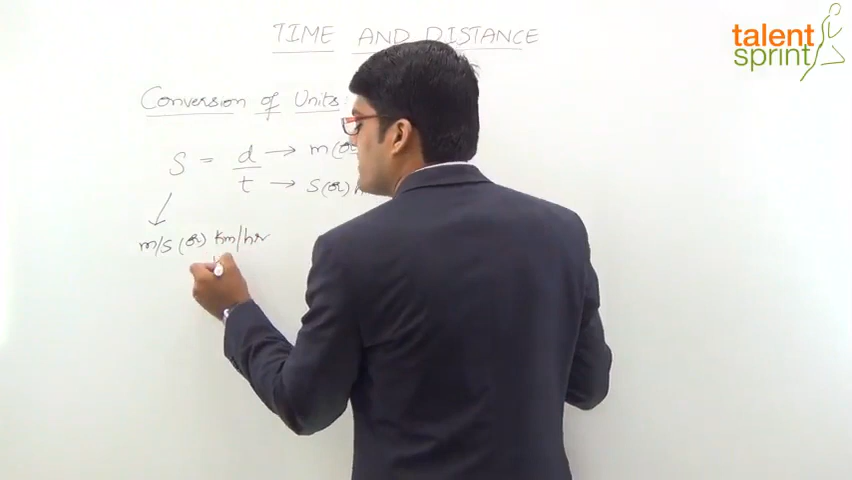 TIME AND DISTANCE
talent
sprint
Conversion of Units:
S = d/t
→ m(or
→ s(or) h
m/s (or) km/hr